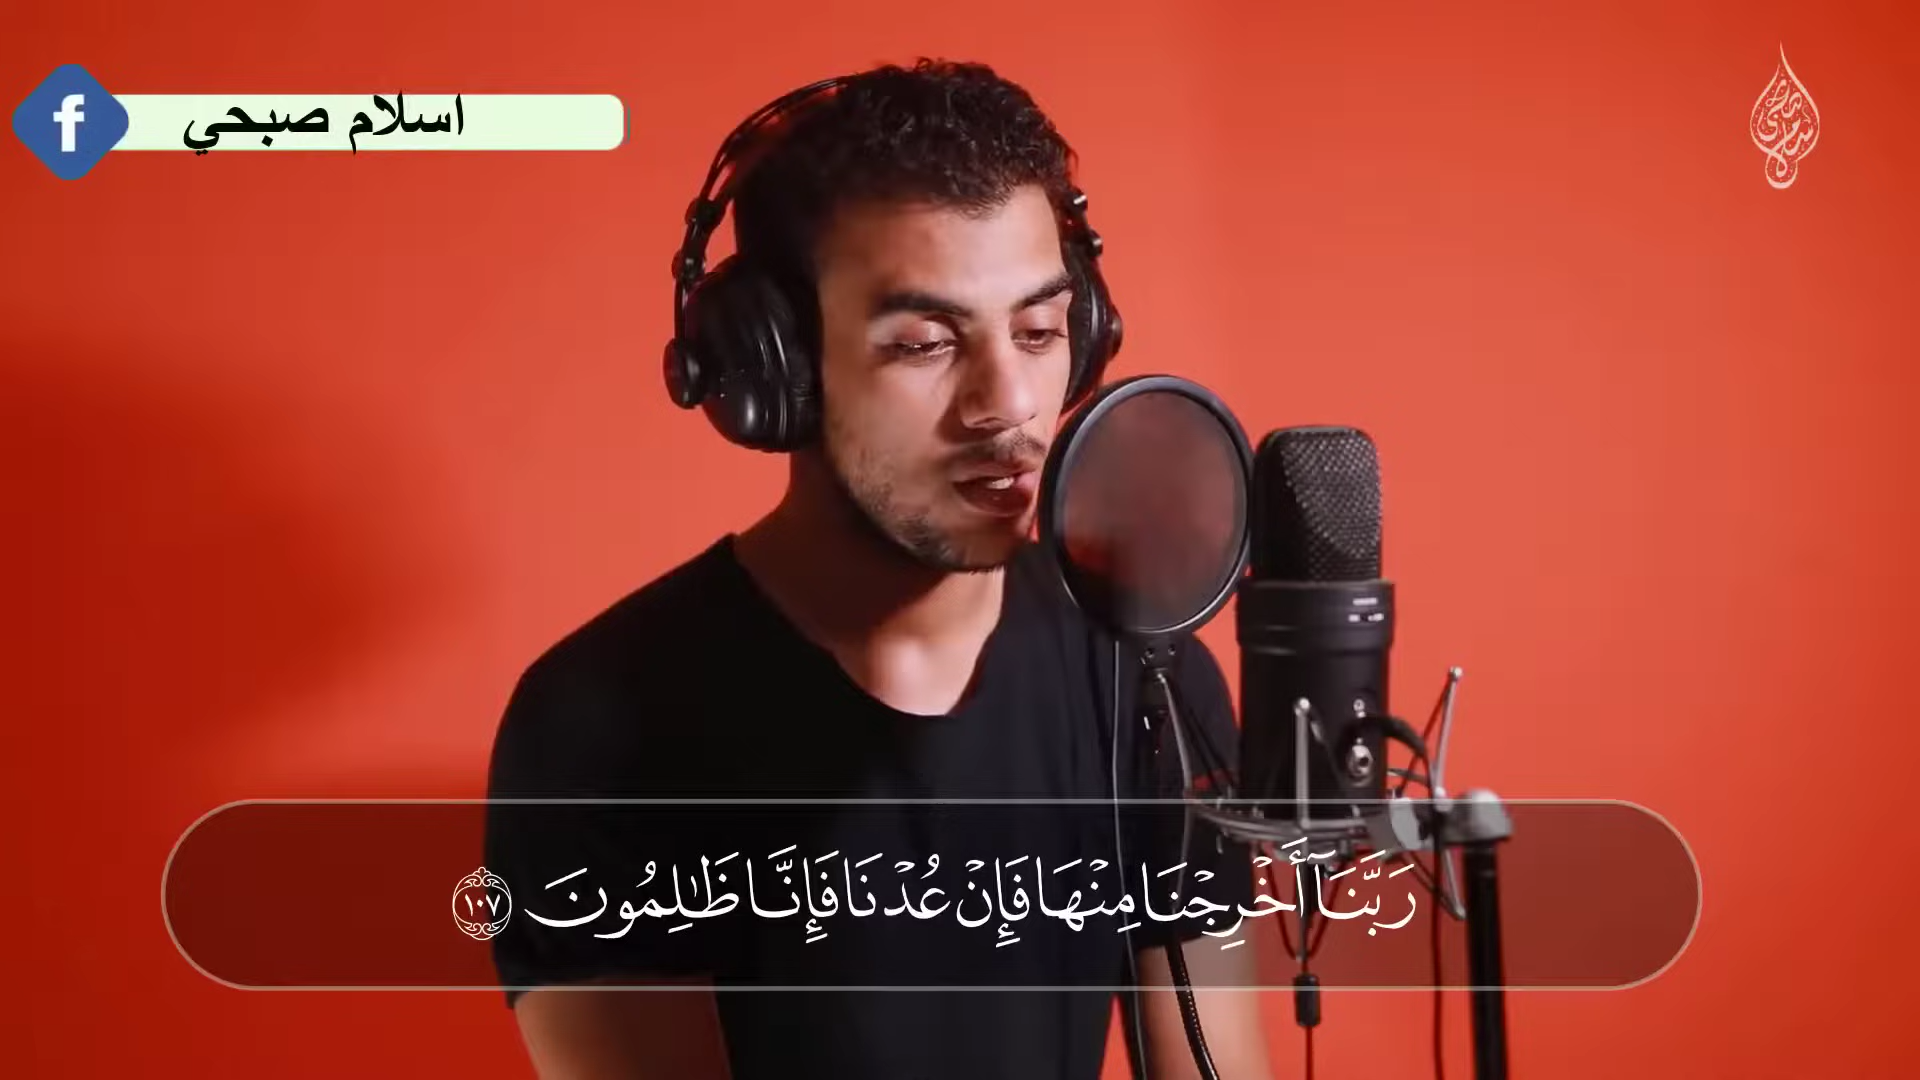 اسلام صبحي
رَبَّنَآ أَخْرِجْنَا مِنْهَا فَإِنْ عُدْنَا فَإِنَّا ظَٰلِمُونَ ١٠٧